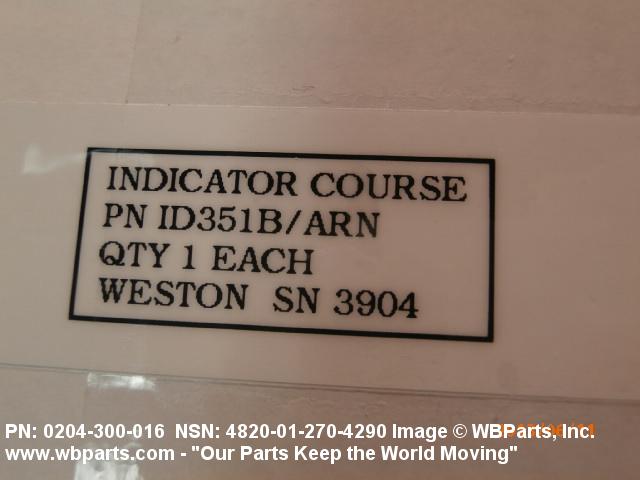 INDICATOR COURSE
PN ID351B/ARN
QTY 1 EACH
WESTON SN 3904
PN: 0204-300-016 NSN: 4820-01-270-4290 Image © WBParts, Inc.
www.wbparts.com - "Our Parts Keep the World Moving"